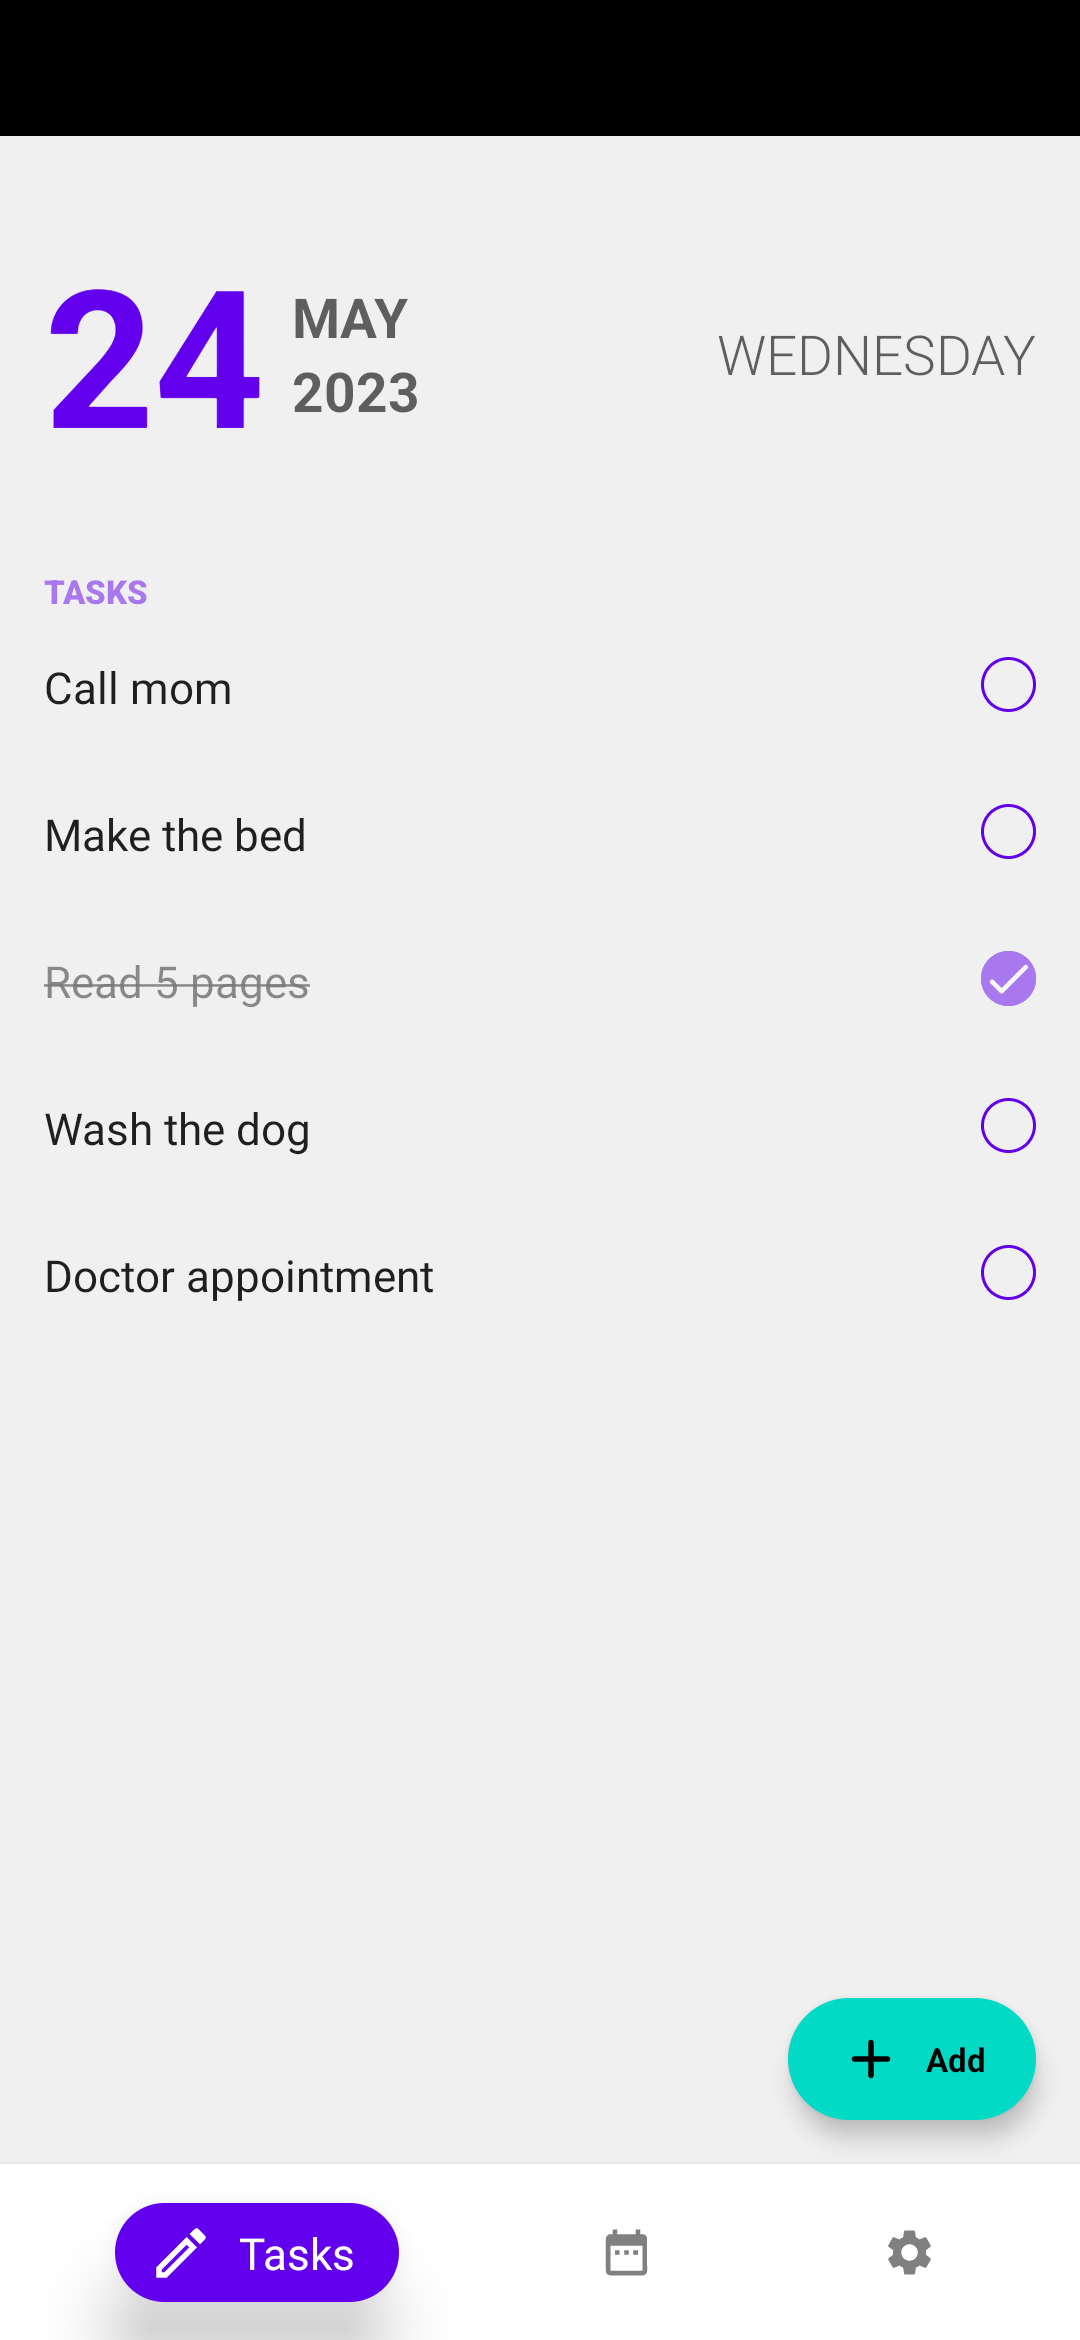 24
MAY
2023
WEDNESDAY
TASKS
Call mom
Make the bed
Read 5 pages
Wash the dog
Doctor appointment
Add
Tasks